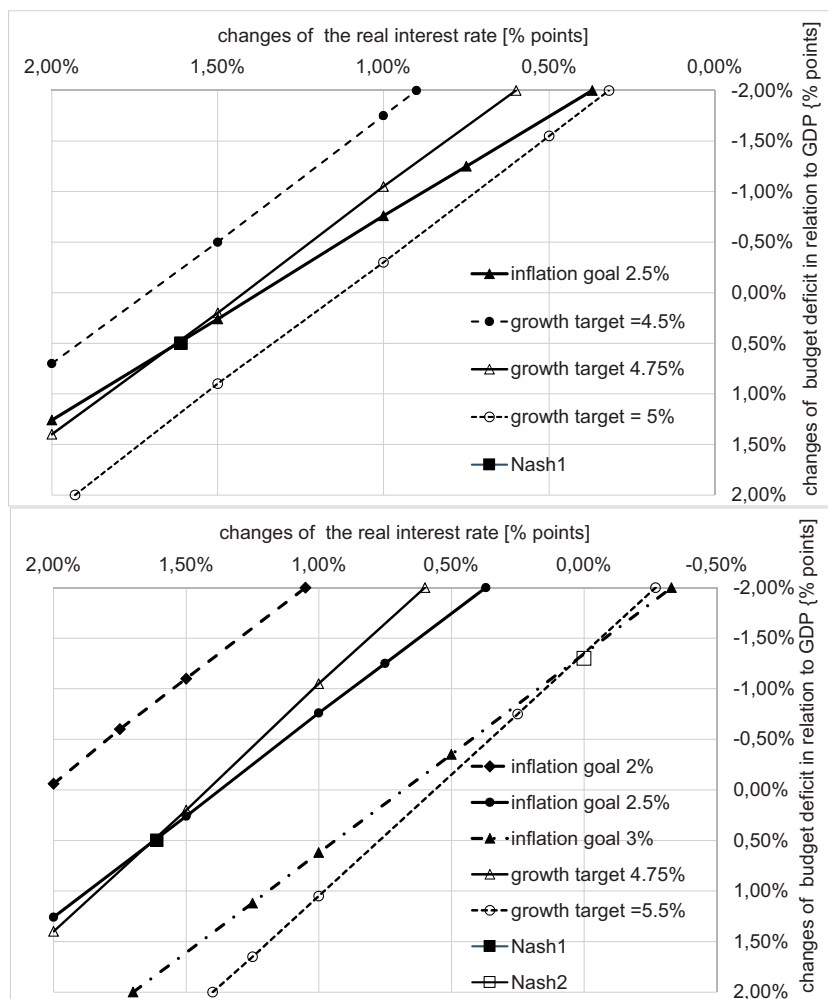 changes of the real interest rate [% points]
2,00% 1,50% 1,00% 0,50% 0,00%
-2,00%
-1,50%
-1,00%
-0,50%
0,00%
0,50%
1,00%
1,50%
2,00%
changes of budget deficit in relation to GDP {% points]
inflation goal 2.5%
growth target =4.5%
growth target 4.75%
growth target = 5%
Nash1
changes of the real interest rate [% points]
2,00% 1,50% 1,00% 0,50% 0,00% -0,50%
-2,00%
-1,50%
-1,00%
-0,50%
0,00%
0,50%
1,00%
1,50%
2,00%
changes of budget deficit in relation to GDP {% points]
inflation goal 2%
inflation goal 2.5%
inflation goal 3%
growth target 4.75%
growth target =5.5%
Nash1
Nash2